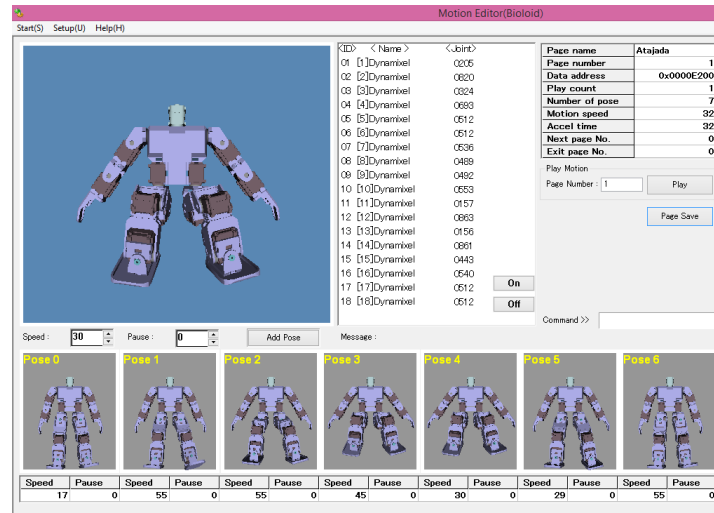 Motion Editor(Bioloid)
Start(S) Setup(U) Help(H)
<ID> < Name > <Joint>
01 [1]Dynamixel 0205
02 [2]Dynamixel 0820
03 [3]Dynamixel 0324
04 [4]Dynamixel 0693
05 [5]Dynamixel 0512
06 [6]Dynamixel 0512
07 [7]Dynamixel 0536
08 [8]Dynamixel 0489
09 [9]Dynamixel 0492
10 [10]Dynamixel 0553
11 [11]Dynamixel 0157
12 [12]Dynamixel 0863
13 [13]Dynamixel 0156
14 [14]Dynamixel 0861
15 [15]Dynamixel 0443
16 [16]Dynamixel 0540
17 [17]Dynamixel 0512
18 [18]Dynamixel 0512
On
Off
Page name Atajada
Page number 1
Data address 0x0000E200
Play count 1
Number of pose 7
Motion speed 32
Accel time 32
Next page No. 0
Exit page No. 0
Play Motion
Page Number : 1 Play
Page Save
Command >>
Speed : 30 Pause : 0 Add Pose Message :
Pose 0 Pose 1 Pose 2 Pose 3 Pose 4 Pose 5 Pose 6
Speed Pause Speed Pause Speed Pause Speed Pause Speed Pause Speed Pause Speed Pause
17 0 55 0 55 0 45 0 30 0 29 0 55 0